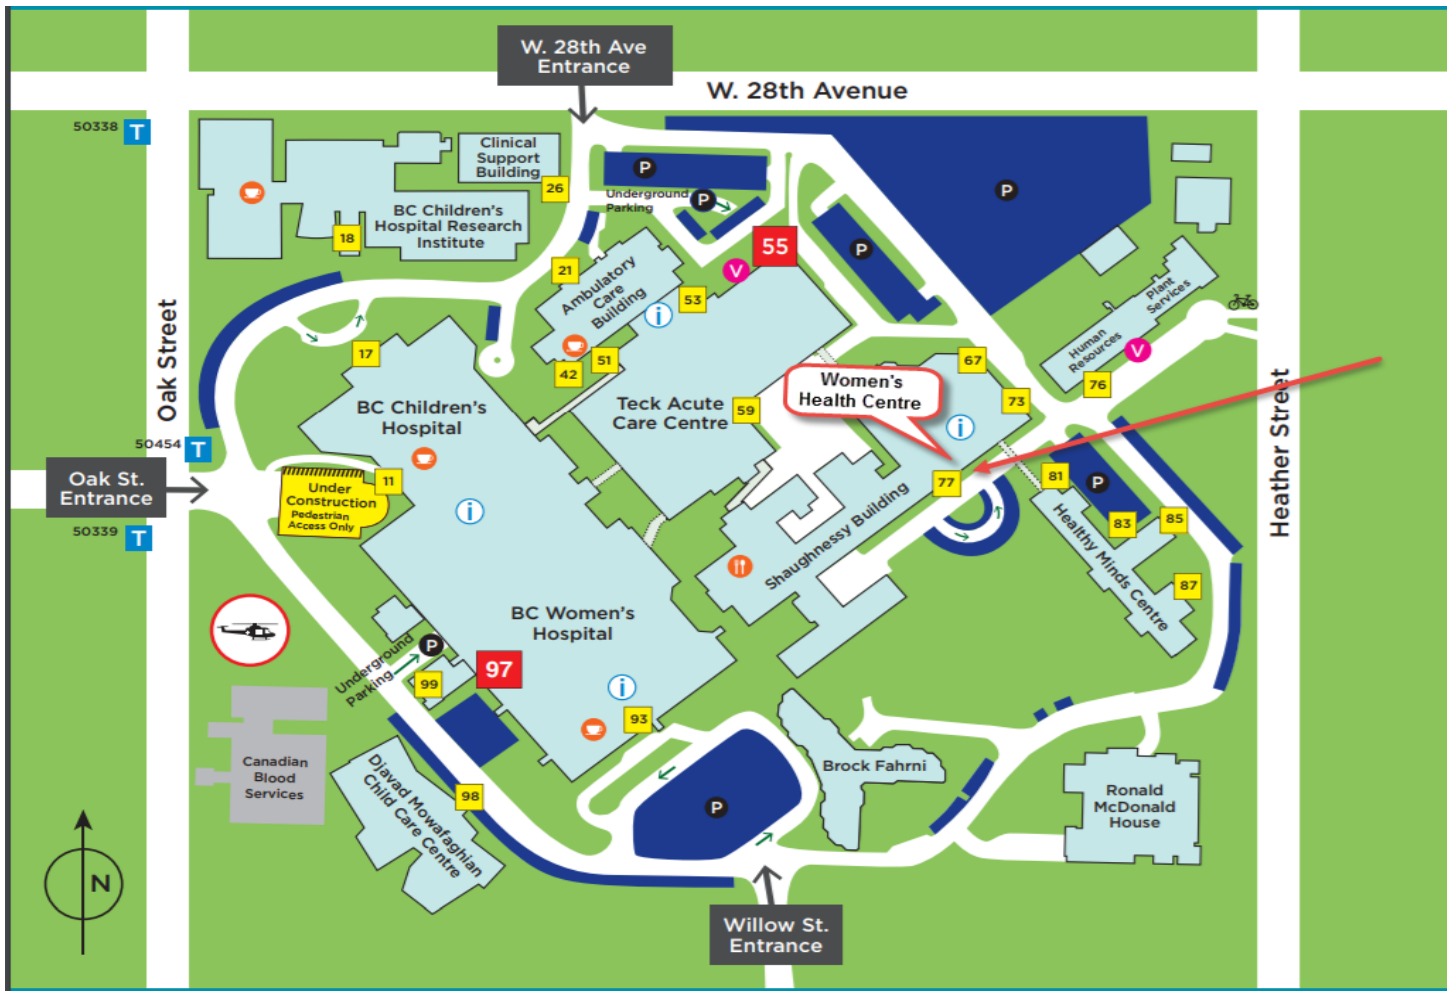 W. 28th Ave
Entrance
W. 28th Avenue
50338
T
Clinical
Support
Building
26
P
Underground
Parking
P
P
P
BC Children's
Hospital Research
Institute
18
21
Ambulatory
Care
Building
V
55
53
i
Plant
Services
Human
Resources
V
76
Oak Street
17
42
51
67
73
Women's
Health Centre
i
BC Children's
Hospital
Teck Acute
Care Centre
59
50454
T
Oak St.
Entrance
50339
T
Under
Construction
Pedestrian
Access Only
11
i
77
Shaughnessy Building
81
P
83
85
87
Healthy Minds Centre
Heather Street
BC Women's
Hospital
Underground
Parking
P
99
97
i
93
Canadian
Blood
Services
Djavad Mowafaghian
Child Care Centre
98
P
Brock Fahrni
Ronald
McDonald
House
N
Willow St.
Entrance